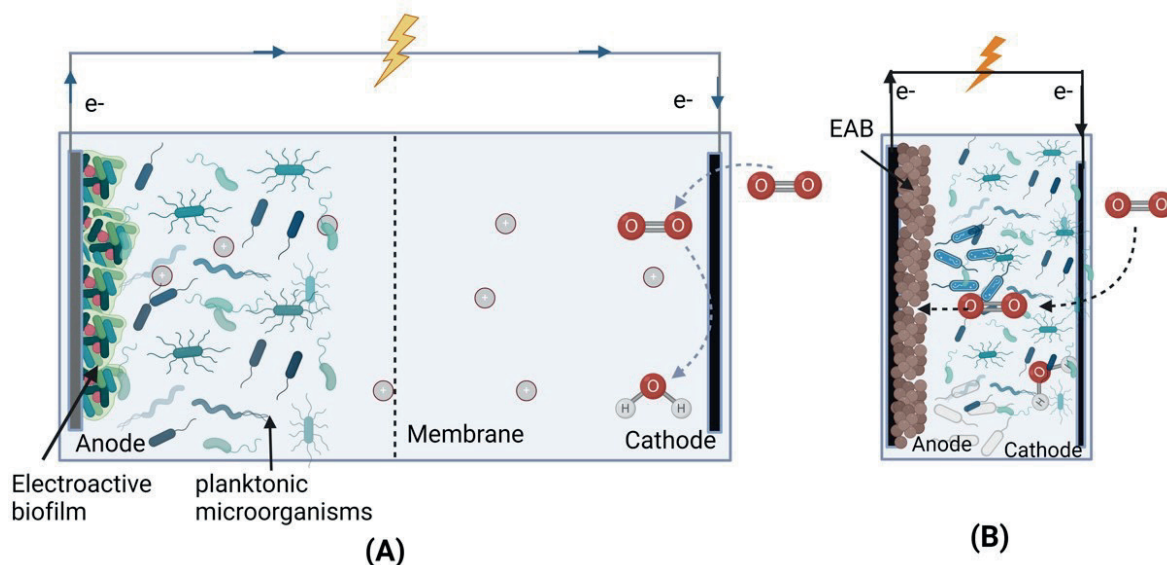 e-
e-
+
+
+
+
+
+
+
+
O O
O O
O
H H
Anode
Membrane
Cathode
Electroactive
biofilm
planktonic
microorganisms
(A)
e-
e-
EAB
O O
O O
O
H
Anode
Cathode
(B)